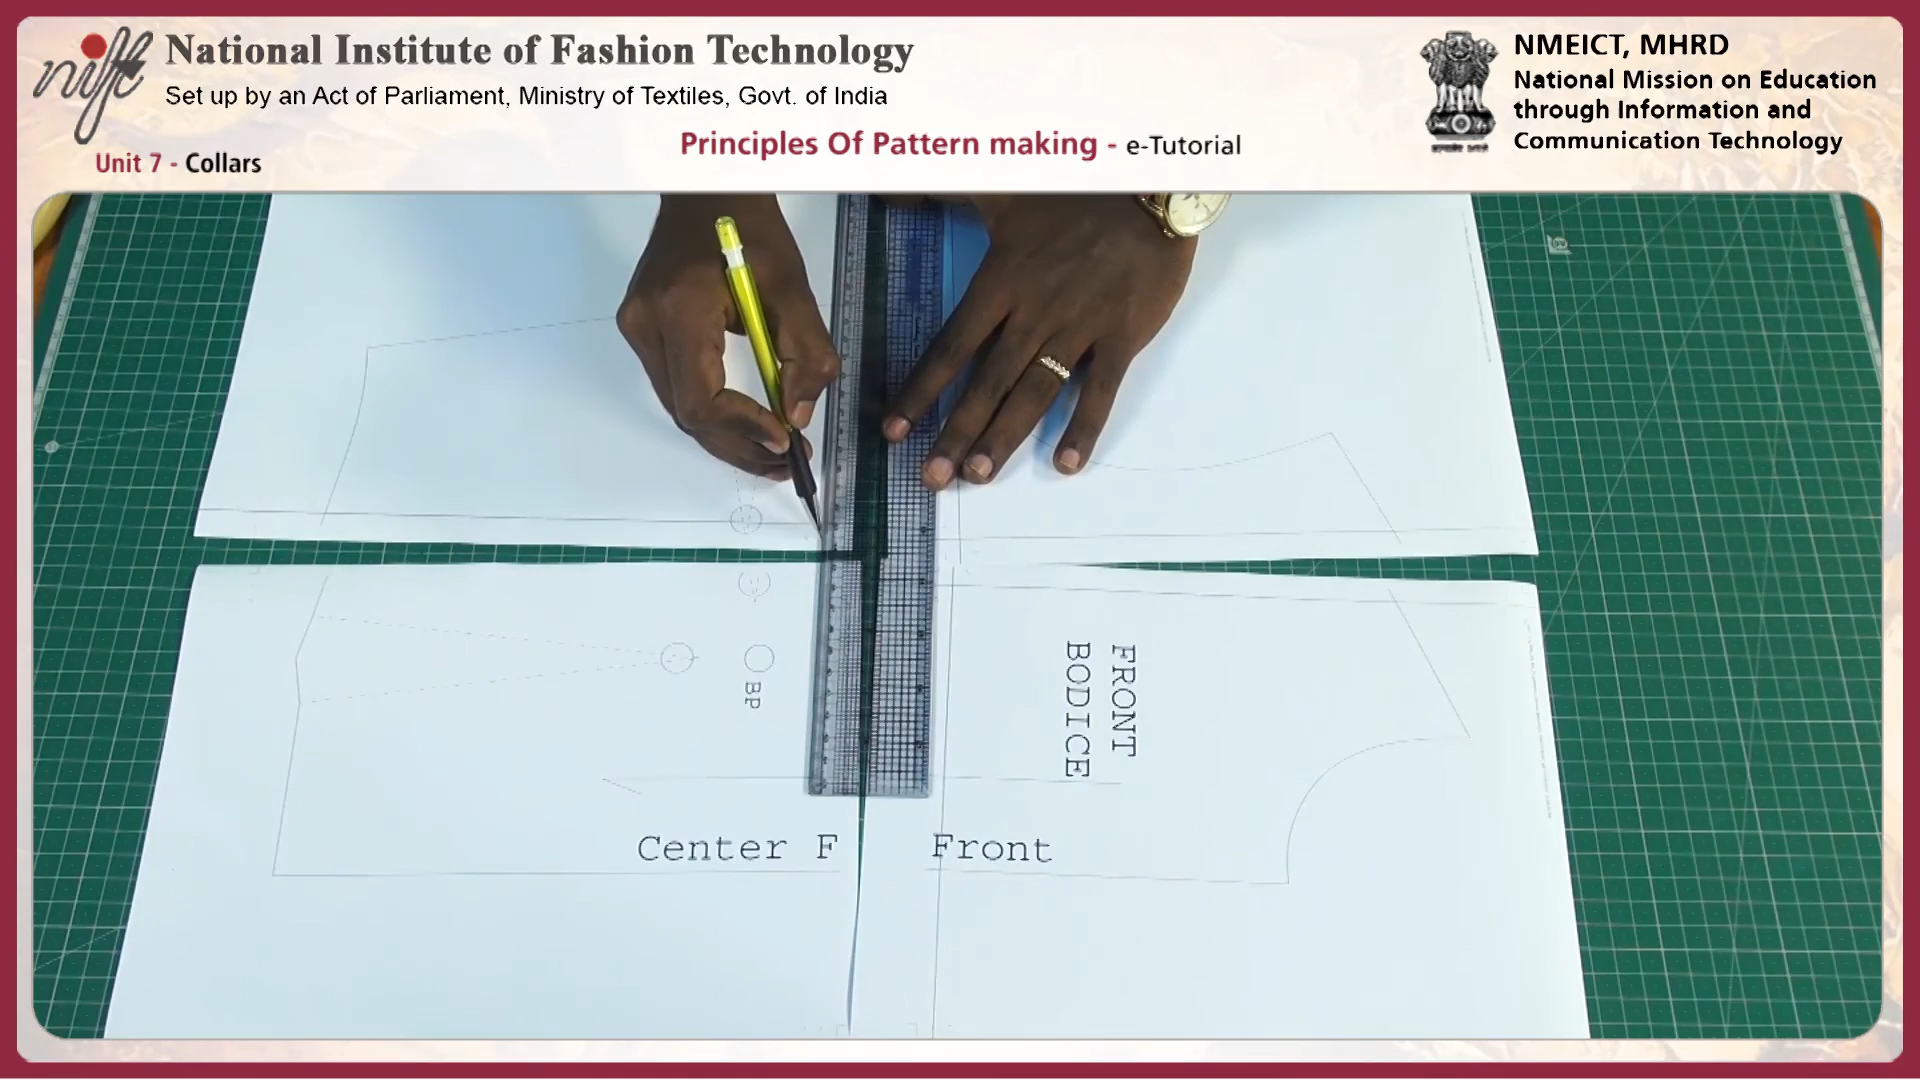 nift
National Institute of Fashion Technology
Set up by an Act of Parliament, Ministry of Textiles, Govt. of India
NMEICT, MHRD
National Mission on Education
through Information and
Communication Technology
Principles Of Pattern making - e-Tutorial
Unit 7 - Collars
FRONT
BODICE
BP
Center F
Front